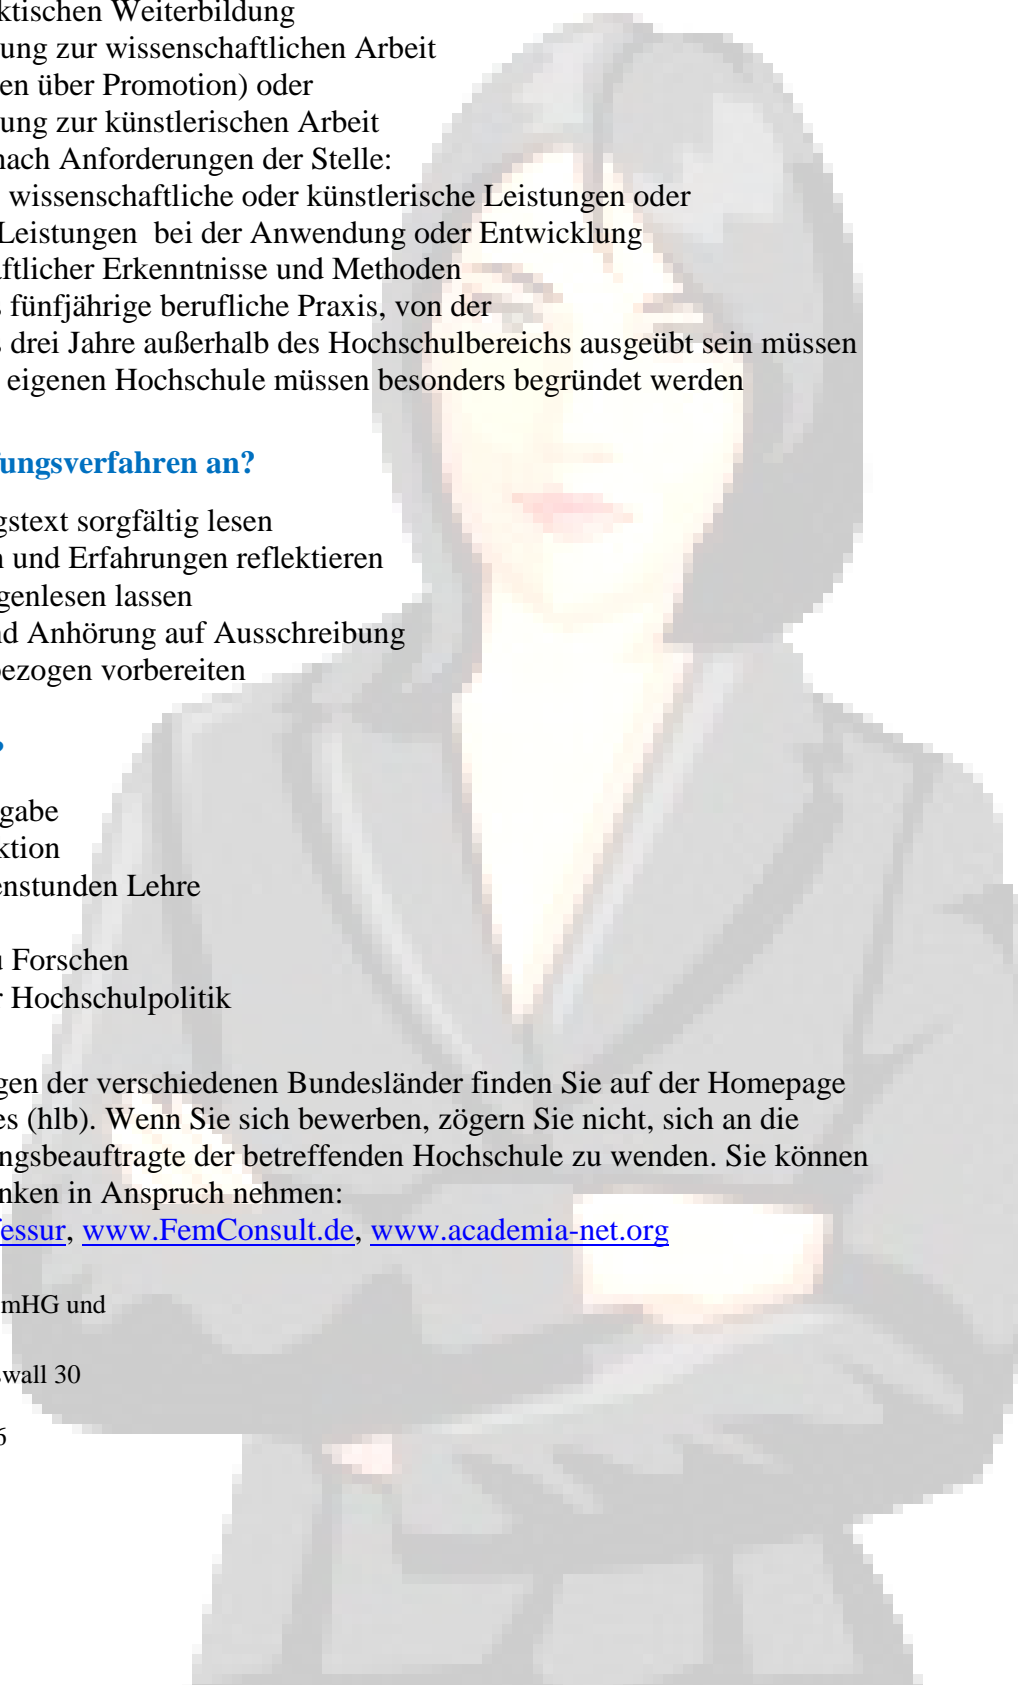 ktischen Weiterbildung
ung zur wissenschaftlichen Arbeit
en über Promotion) oder
ung zur künstlerischen Arbeit
nach Anforderungen der Stelle:
wissenschaftliche oder künstlerische Leistungen oder
Leistungen bei der Anwendung oder Entwicklung
ftlicher Erkenntnisse und Methoden
s fünfjährige berufliche Praxis, von der
s drei Jahre außerhalb des Hochschulbereichs ausgeübt sein müssen
eigenen Hochschule müssen besonders begründet werden
ungsverfahren an?
gstext sorgfältig lesen
n und Erfahrungen reflektieren
genlesen lassen
nd Anhörung auf Ausschreibung
bezogen vorbereiten
?
gabe
ktion
enstunden Lehre
u Forschen
r Hochschulpolitik
gen der verschiedenen Bundesländer finden Sie auf der Homepage
es (hlb). Wenn Sie sich bewerben, zögern Sie nicht, sich an die
ngsbeauftragte der betreffenden Hochschule zu wenden. Sie können
nken in Anspruch nehmen:
essur, www.FemConsult.de, www.academia-net.org
mHG und
wall 30
6